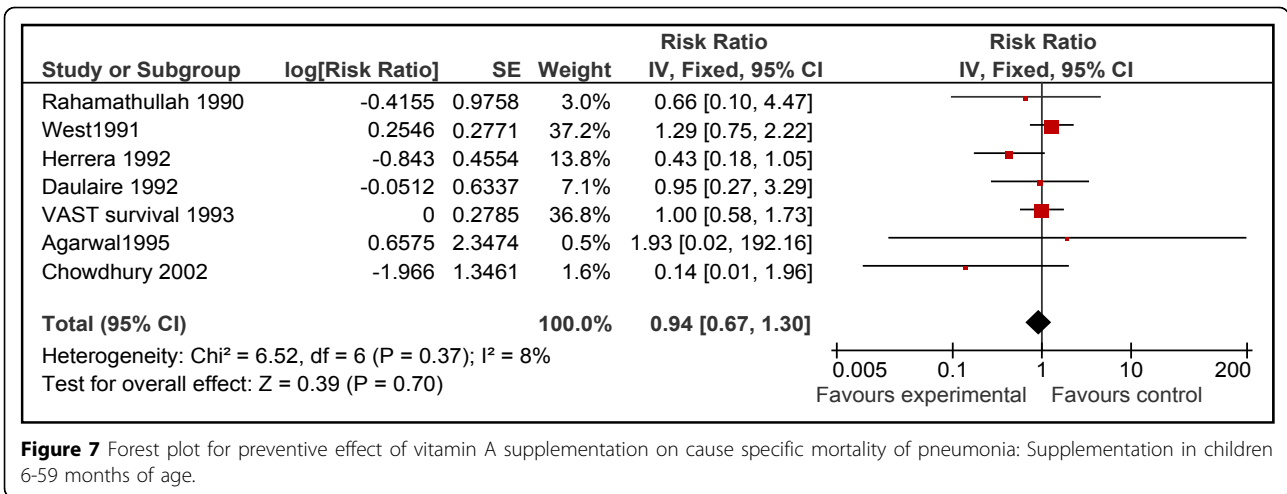 Risk Ratio Risk Ratio
Study or Subgroup log[Risk Ratio] SE Weight IV, Fixed, 95% CI IV, Fixed, 95% CI
Rahamathullah 1990 -0.4155 0.9758 3.0% 0.66 [0.10, 4.47]
West1991 0.2546 0.2771 37.2% 1.29 [0.75, 2.22]
Herrera 1992 -0.843 0.4554 13.8% 0.43 [0.18, 1.05]
Daulaire 1992 -0.0512 0.6337 7.1% 0.95 [0.27, 3.29]
VAST survival 1993 0 0.2785 36.8% 1.00 [0.58, 1.73]
Agarwal1995 0.6575 2.3474 0.5% 1.93 [0.02, 192.16]
Chowdhury 2002 -1.966 1.3461 1.6% 0.14 [0.01, 1.96]
Total (95% CI) 100.0% 0.94 [0.67, 1.30]
Heterogeneity: Chi² = 6.52, df = 6 (P = 0.37); I² = 8%
Test for overall effect: Z = 0.39 (P = 0.70)
0.005 0.1 1 10 200
Favours experimental Favours control
Figure 7 Forest plot for preventive effect of vitamin A supplementation on cause specific mortality of pneumonia: Supplementation in children
6-59 months of age.